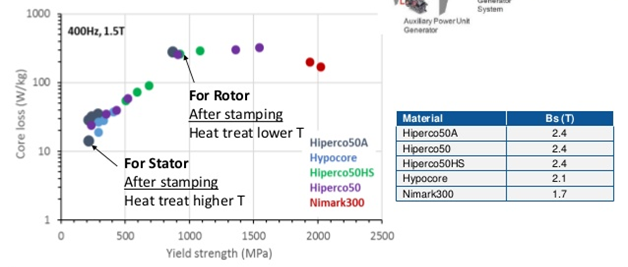 Generator
System
Auxiliary Power Unit
Generator
1000
100
10
1
Core loss (W/kg)
400Hz, 1.5T
For Rotor
After stamping
Heat treat lower T
For Stator
After stamping
Heat treat higher T
Hiperco50A
Hypocore
Hiperco50HS
Hiperco50
Nimark300
0 500 1000 1500 2000 2500
Yield strength (MPa)
Material Bs (T)
Hiperco50A 2.4
Hiperco50 2.4
Hiperco50HS 2.4
Hypocore 2.1
Nimark300 1.7